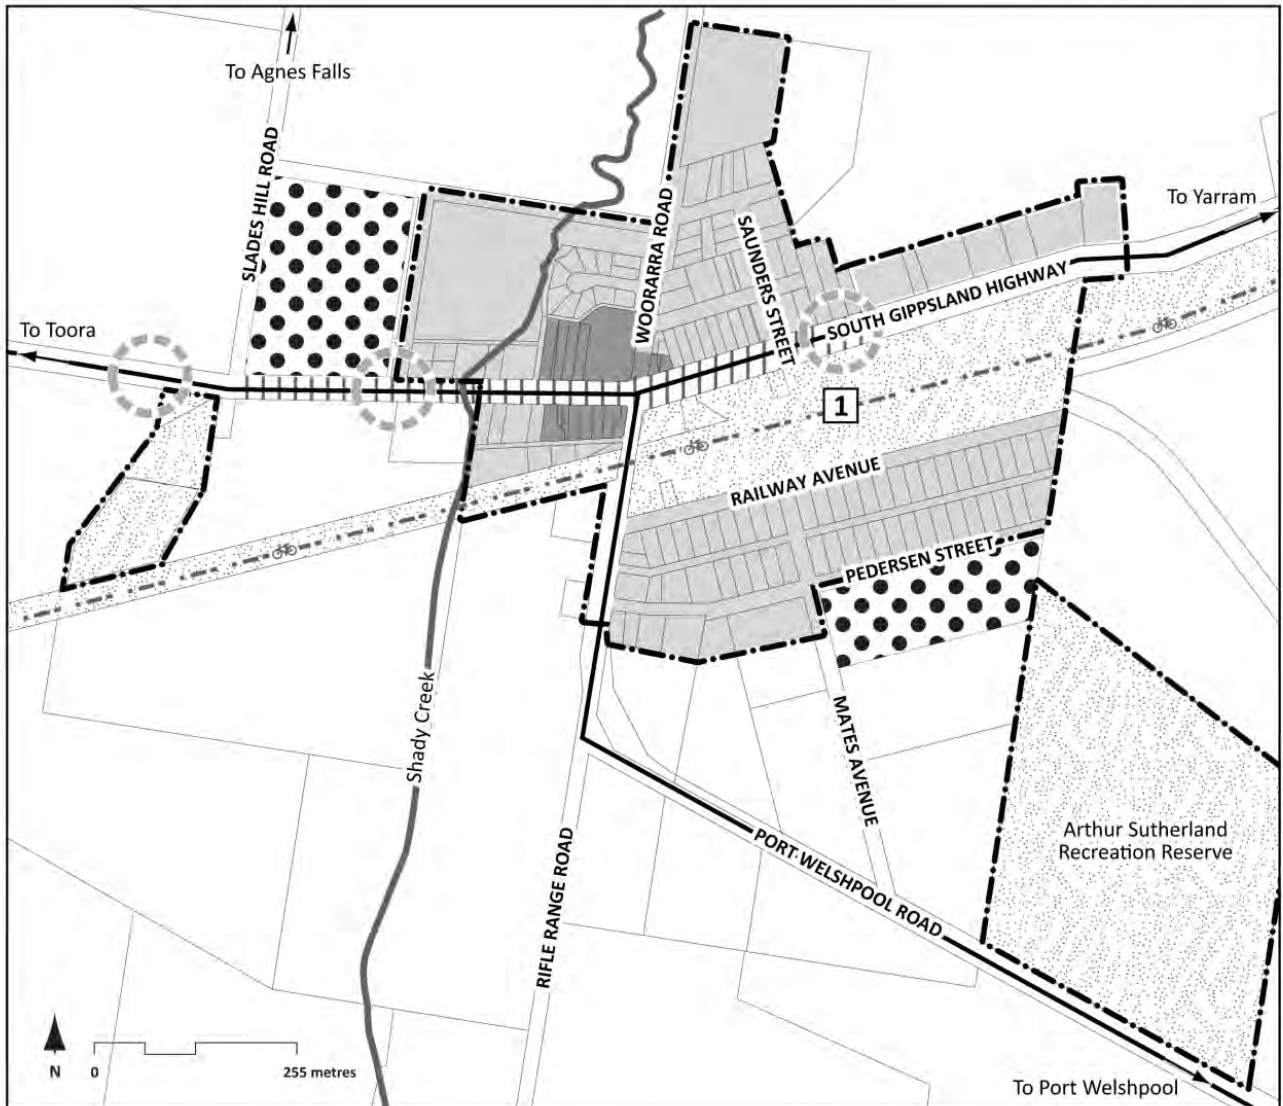 To Agnes Falls
SLADES HILL ROAD
WOORARRA ROAD
SAUNDERS STREET
To Yarram
SOUTH GIPPSLAND HIGHWAY
To Toora
1
RAILWAY AVENUE
PEDERSEN STREET
Shady Creek
MATES AVENUE
RIFLE RANGE ROAD
PORT WELSHPOOL ROAD
Arthur Sutherland
Recreation Reserve
N
0
255 metres
To Port Welshpool